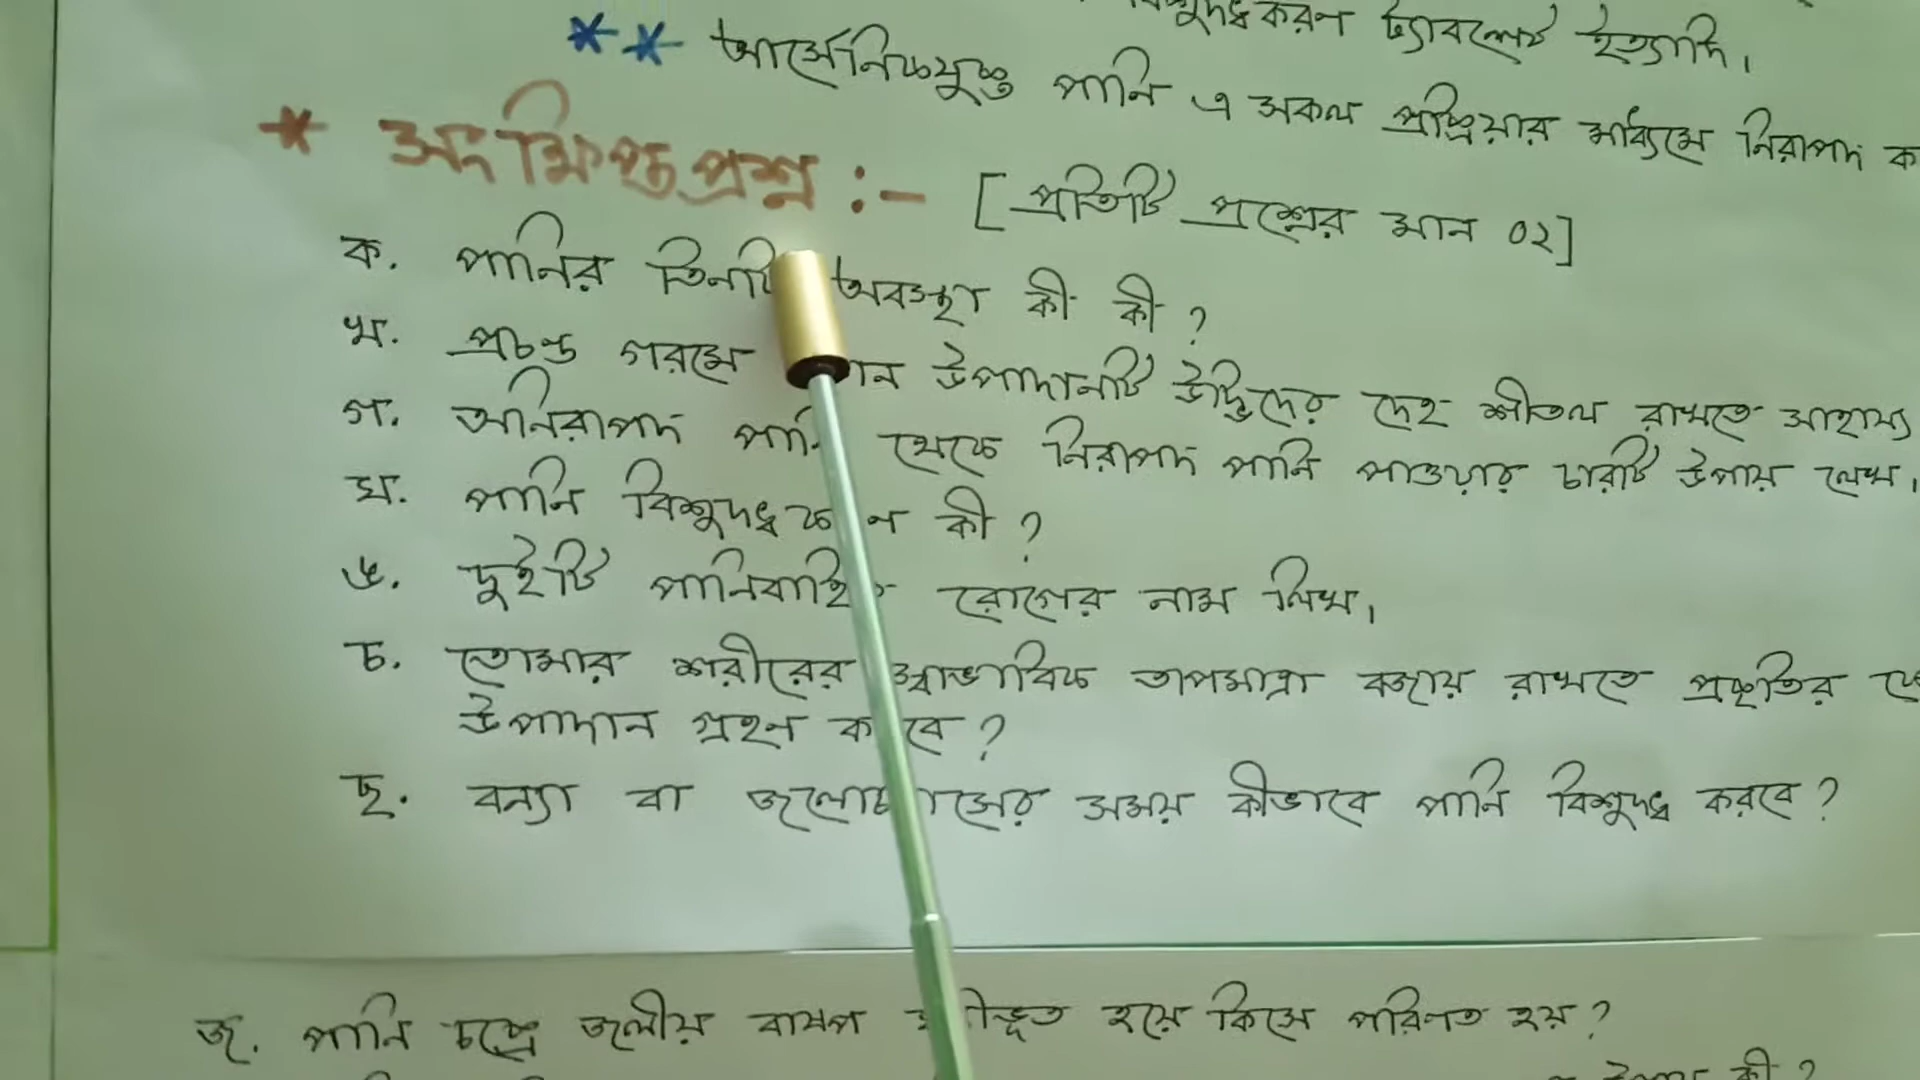 বিশুদ্ধকরণ ট্যাবলেট ইত্যাদি।
** আর্সেনিকযুক্ত পানি এ সকল প্রক্রিয়ার মাধ্যমে নিরাপদ ক
* সংক্ষিপ্ত প্রশ্ন :- [প্রতিটি প্রশ্নের মান ০২]
ক. পানির তিনটি অবস্থা কী কী ?
খ. প্রচন্ড গরমে ান উপাদানটি উদ্ভিদের দেহ শীতল রাখতে সাহায্য
গ. অনিরাপদ পানি থেকে নিরাপদ পানি পাওয়ার চারটি উপায় লেখ।
ঘ. পানি বিশুদ্ধকরণ কী ?
ঙ. দুইটি পানিবাহিত রোগের নাম লিখ।
চ. তোমার শরীরের স্বাভাবিক তাপমাত্রা বজায় রাখতে প্রকৃতির কো
উপাদান গ্রহণ করবে ?
ছ. বন্যা বা জলোচ্ছাসের সময় কীভাবে পানি বিশুদ্ধ করবে ?
জ. পানি চক্রে জলীয় বাষ্প ঘনীভূত হয়ে কিসে পরিণত হয় ?
উপায় কী ?